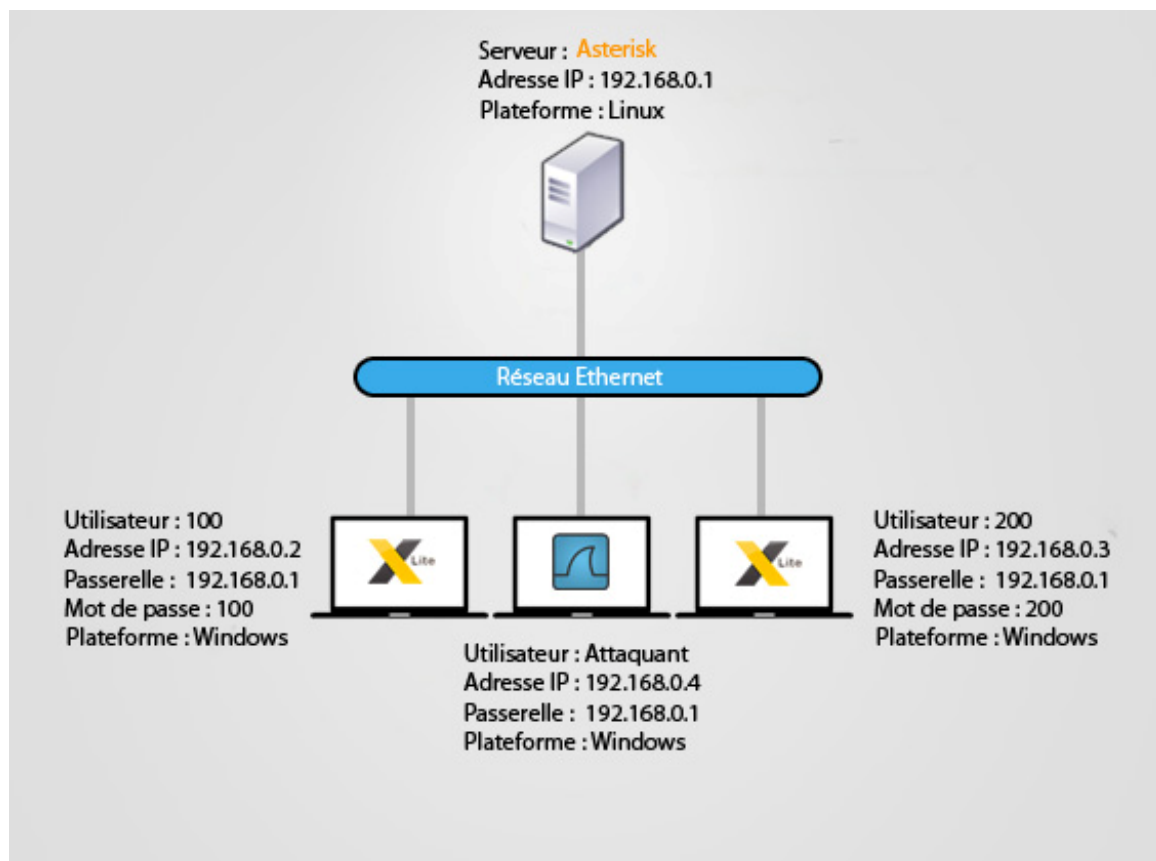 Serveur : Asterisk
Adresse IP : 192.168.0.1
Plateforme : Linux
Réseau Ethernet
Utilisateur : 100
Adresse IP : 192.168.0.2
Passerelle : 192.168.0.1
Mot de passe : 100
Plateforme : Windows
X Lite
X Lite
Utilisateur : 200
Adresse IP : 192.168.0.3
Passerelle : 192.168.0.1
Mot de passe : 200
Plateforme : Windows
Utilisateur : Attaquant
Adresse IP : 192.168.0.4
Passerelle : 192.168.0.1
Plateforme : Windows